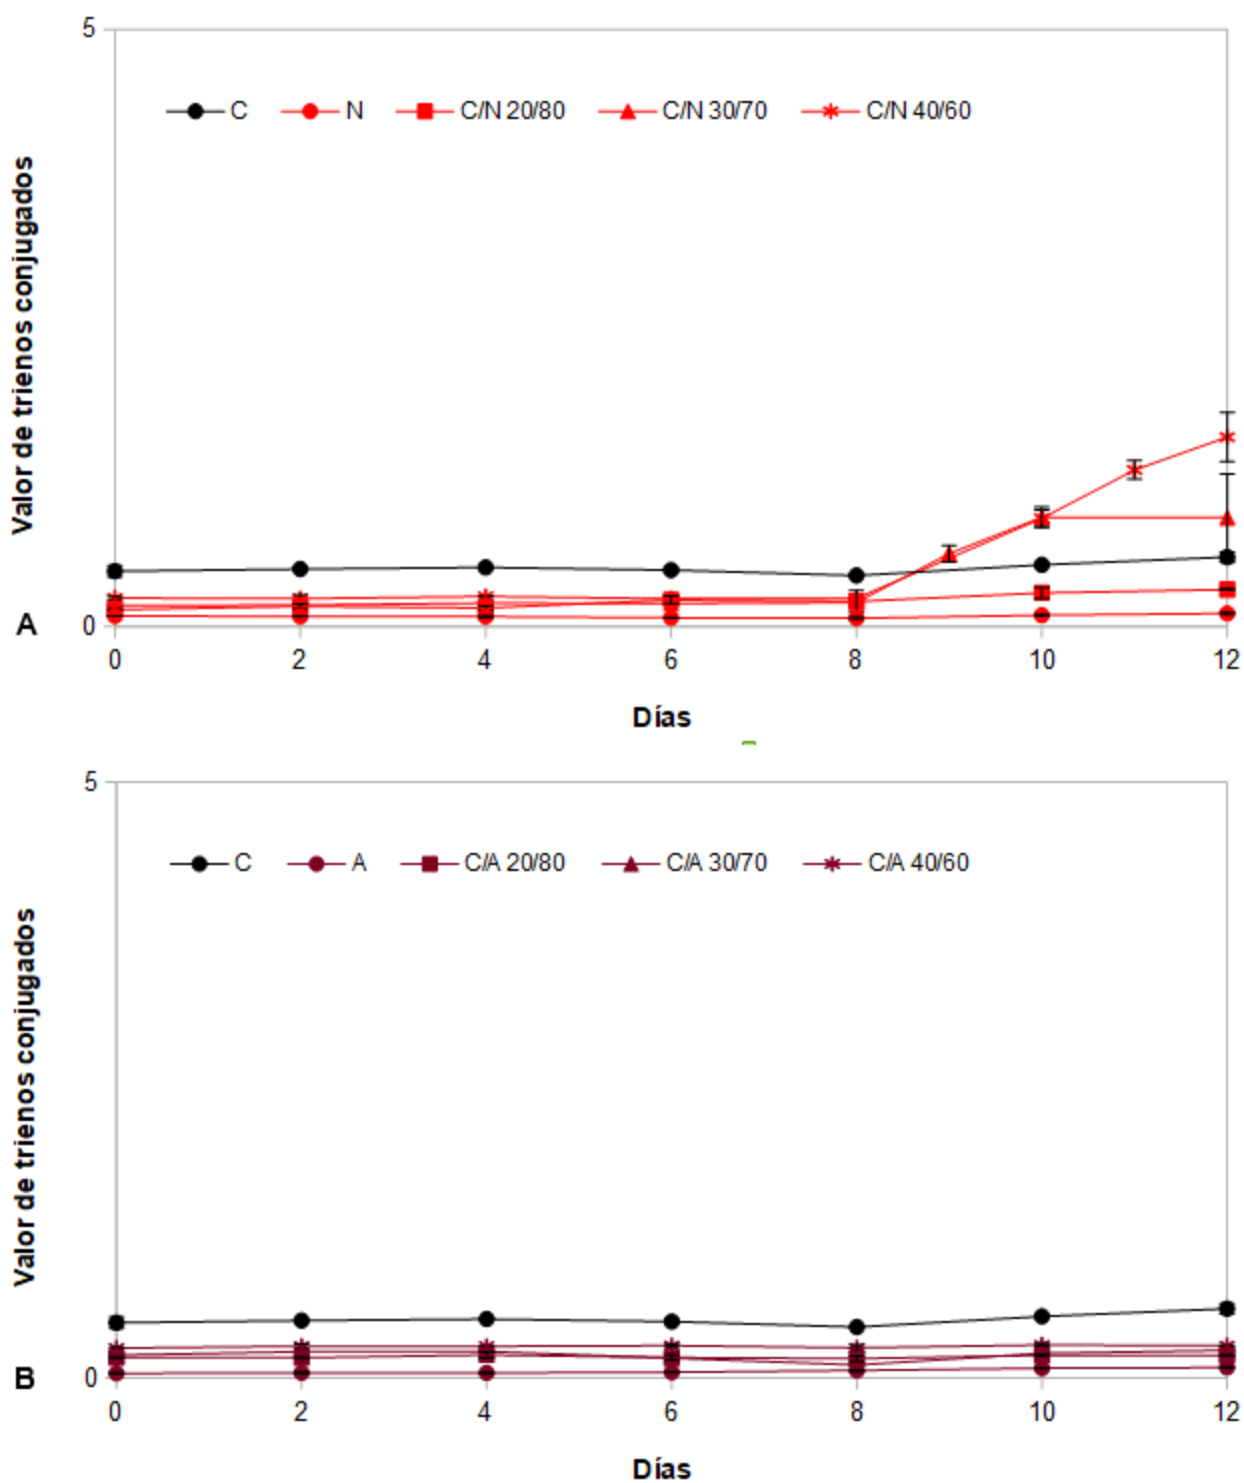 5
C N C/N 20/80 C/N 30/70 C/N 40/60
Valor de trienos conjugados
A
0
0 2 4 6 8 10 12
Días
5
C A C/A 20/80 C/A 30/70 C/A 40/60
Valor de trienos conjugados
B
0
0 2 4 6 8 10 12
Días